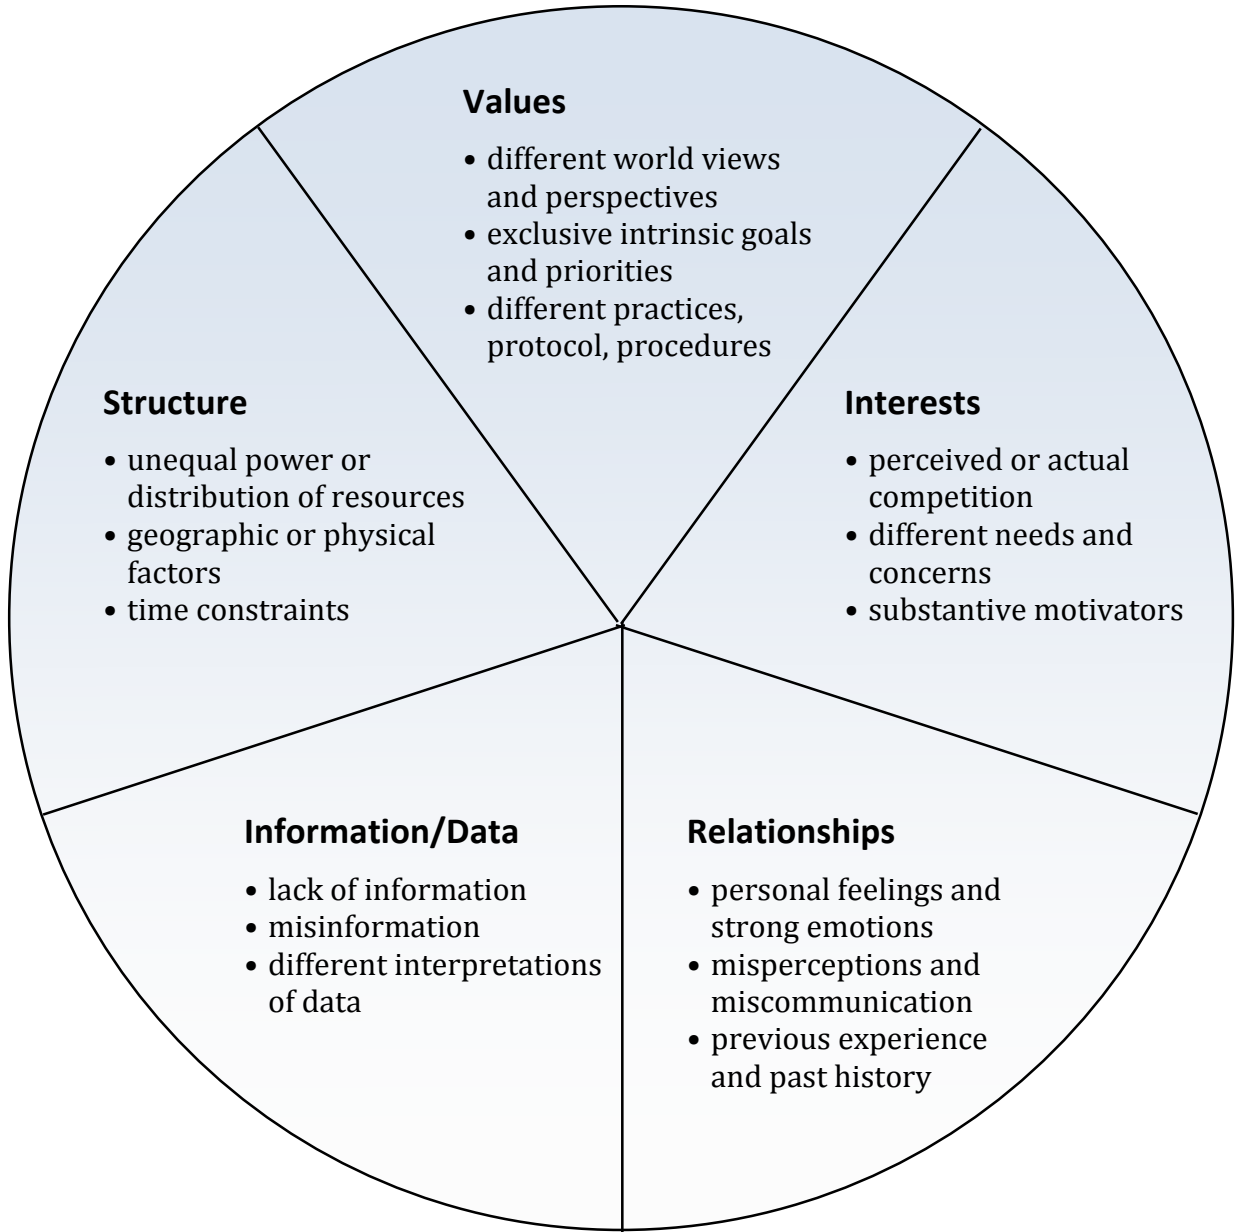 Values
• different world views
and perspectives
• exclusive intrinsic goals
and priorities
• different practices,
protocol, procedures
Structure
• unequal power or
distribution of resources
• geographic or physical
factors
• time constraints
Interests
• perceived or actual
competition
• different needs and
concerns
• substantive motivators
Information/Data
• lack of information
• misinformation
• different interpretations
of data
Relationships
• personal feelings and
strong emotions
• misperceptions and
miscommunication
• previous experience
and past history